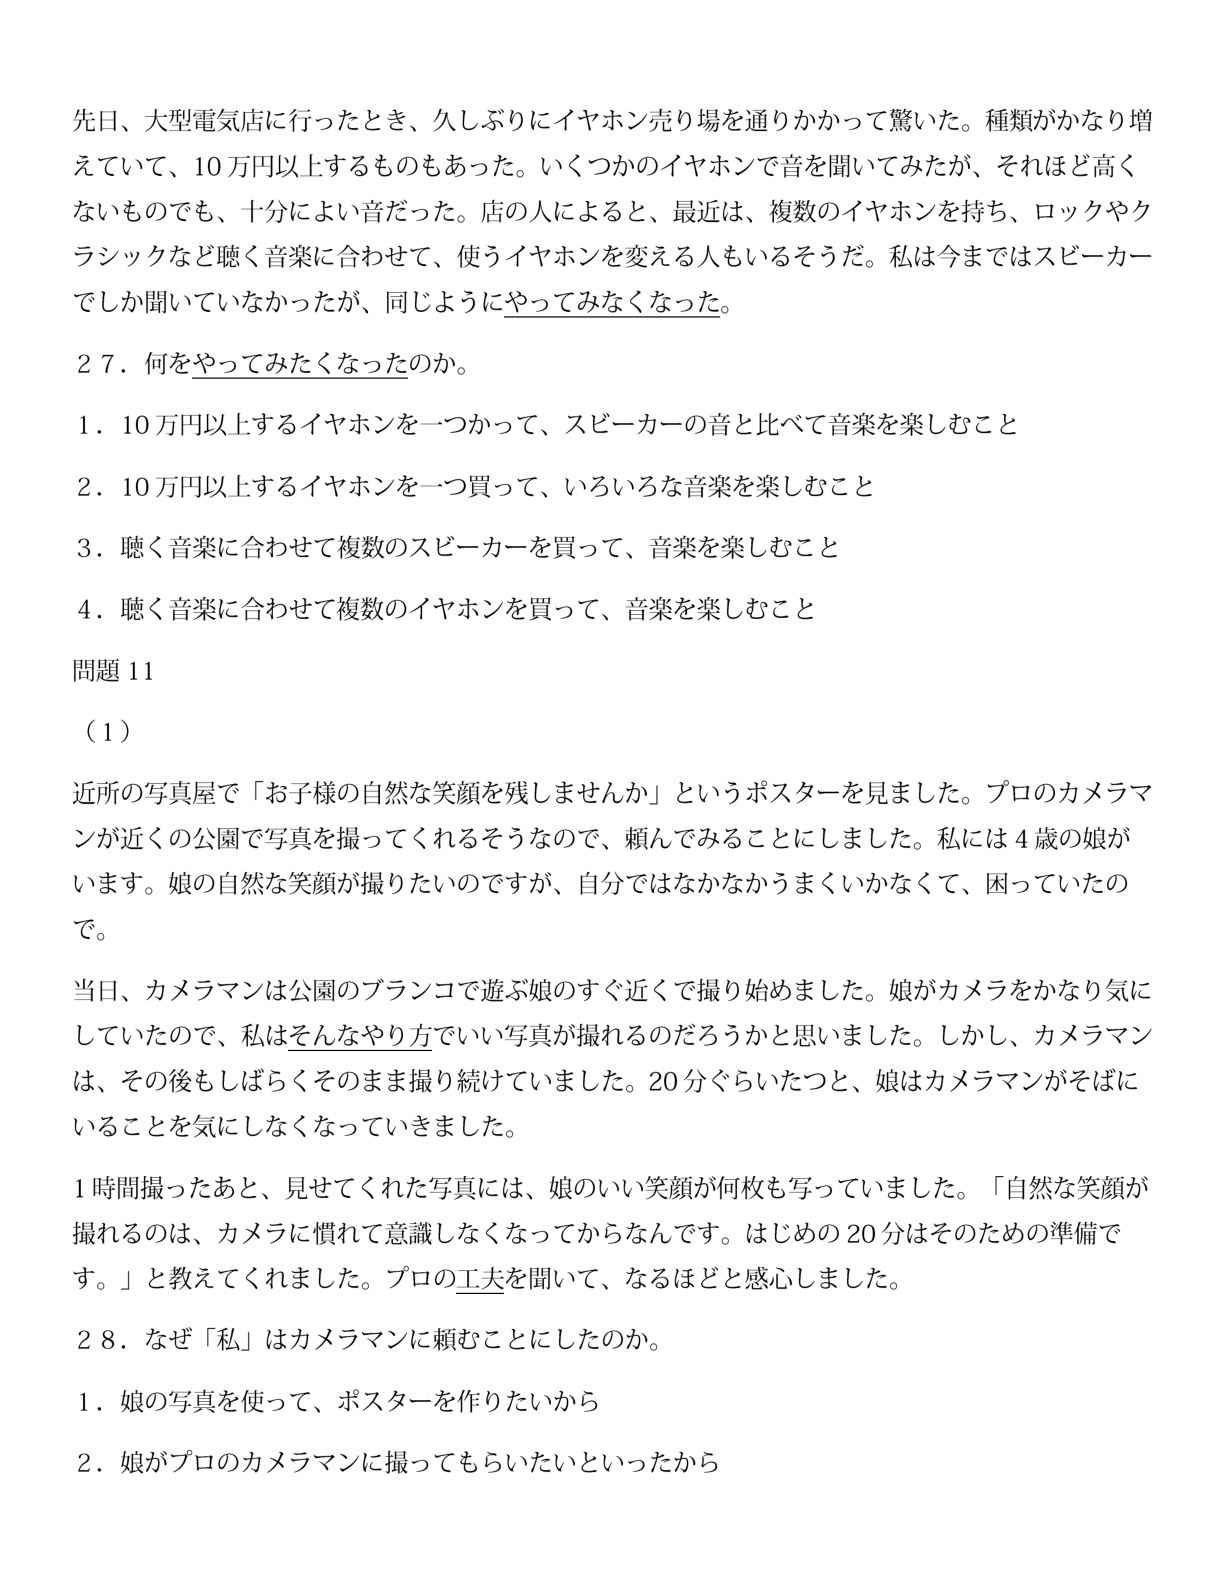 先日、大型電気店に行ったとき、久しぶりにイヤホン売り場を通りかかって驚いた。種類がかなり増
えていて、10 万円以上するものもあった。いくつかのイヤホンで音を聞いてみたが、それほど高く
ないものでも、十分によい音だった。店の人によると、最近は、複数のイヤホンを持ち、ロックやク
ラシックなど聴く音楽に合わせて、使うイヤホンを変える人もいるそうだ。私は今まではスビーカー
でしか聞いていなかったが、同じようにやってみなくなった。
２７．何をやってみたくなったのか。
１．10 万円以上するイヤホンを一つかって、スビーカーの音と比べて音楽を楽しむこと
２．10 万円以上するイヤホンを一つ買って、いろいろな音楽を楽しむこと
３．聴く音楽に合わせて複数のスビーカーを買って、音楽を楽しむこと
４．聴く音楽に合わせて複数のイヤホンを買って、音楽を楽しむこと
問題 11
（１）
近所の写真屋で「お子様の自然な笑顔を残しませんか」というポスターを見ました。プロのカメラマ
ンが近くの公園で写真を撮ってくれるそうなので、頼んでみることにしました。私には 4 歳の娘が
います。娘の自然な笑顔が撮りたいのですが、自分ではなかなかうまくいかなくて、困っていたの
で。
当日、カメラマンは公園のブランコで遊ぶ娘のすぐ近くで撮り始めました。娘がカメラをかなり気に
していたので、私はそんなやり方でいい写真が撮れるのだろうかと思いました。しかし、カメラマン
は、その後もしばらくそのまま撮り続けていました。20 分ぐらいたつと、娘はカメラマンがそばに
いることを気にしなくなっていきました。
1 時間撮ったあと、見せてくれた写真には、娘のいい笑顔が何枚も写っていました。「自然な笑顔が
撮れるのは、カメラに慣れて意識しなくなってからなんです。はじめの 20 分はそのための準備で
す。」と教えてくれました。プロの工夫を聞いて、なるほどと感心しました。
２８．なぜ「私」はカメラマンに頼むことにしたのか。
１．娘の写真を使って、ポスターを作りたいから
２．娘がプロのカメラマンに撮ってもらいたいといったから